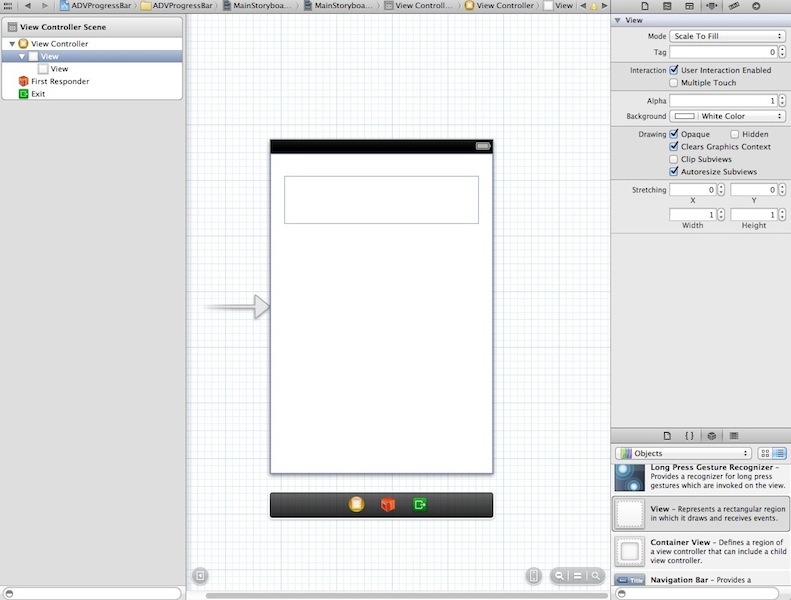 ADVProgressBar ADVProgressBar MainStoryboa... MainStoryboa... View Controll... View Controller View
View Controller Scene
View Controller
View
View
First Responder
Exit
View
Mode Scale To Fill
Tag 0
Interaction User Interaction Enabled
Multiple Touch
Alpha 1
Background White Color
Drawing Opaque Hidden
Clears Graphics Context
Clip Subviews
Autoresize Subviews
Stretching 0 0
X Y
1 1
Width Height
{ }
Objects
Long Press Gesture Recognizer –
Provides a recognizer for long press
gestures which are invoked on the view.
View – Represents a rectangular region
in which it draws and receives events.
Container View – Defines a region of
a view controller that can include a child
view controller.
Title
Navigation Bar – Provides a